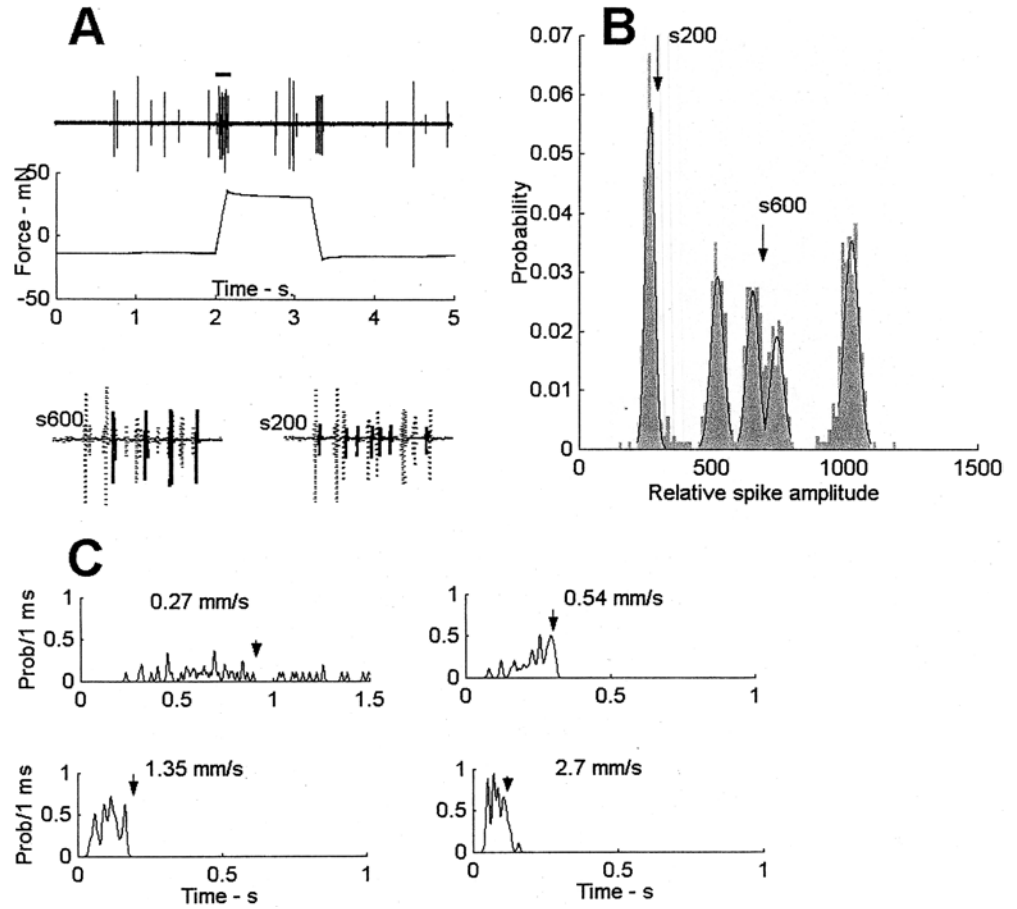 A
50
Force - mN
0
-50
0 1 2 3 4 5
Time - s.
s600
s200
B
s200
s600
0.07
0.06
0.05
0.04
0.03
0.02
0.01
0
Probability
0 500 1000 1500
Relative spike amplitude
C
0.27 mm/s
1
0.5
0
Prob/1 ms
0 0.5 1 1.5
0.54 mm/s
1
0.5
0
0 0.5 1
1.35 mm/s
1
0.5
0
Prob/1 ms
0 0.5 1
Time - s
2.7 mm/s
1
0.5
0
0 0.5 1
Time - s